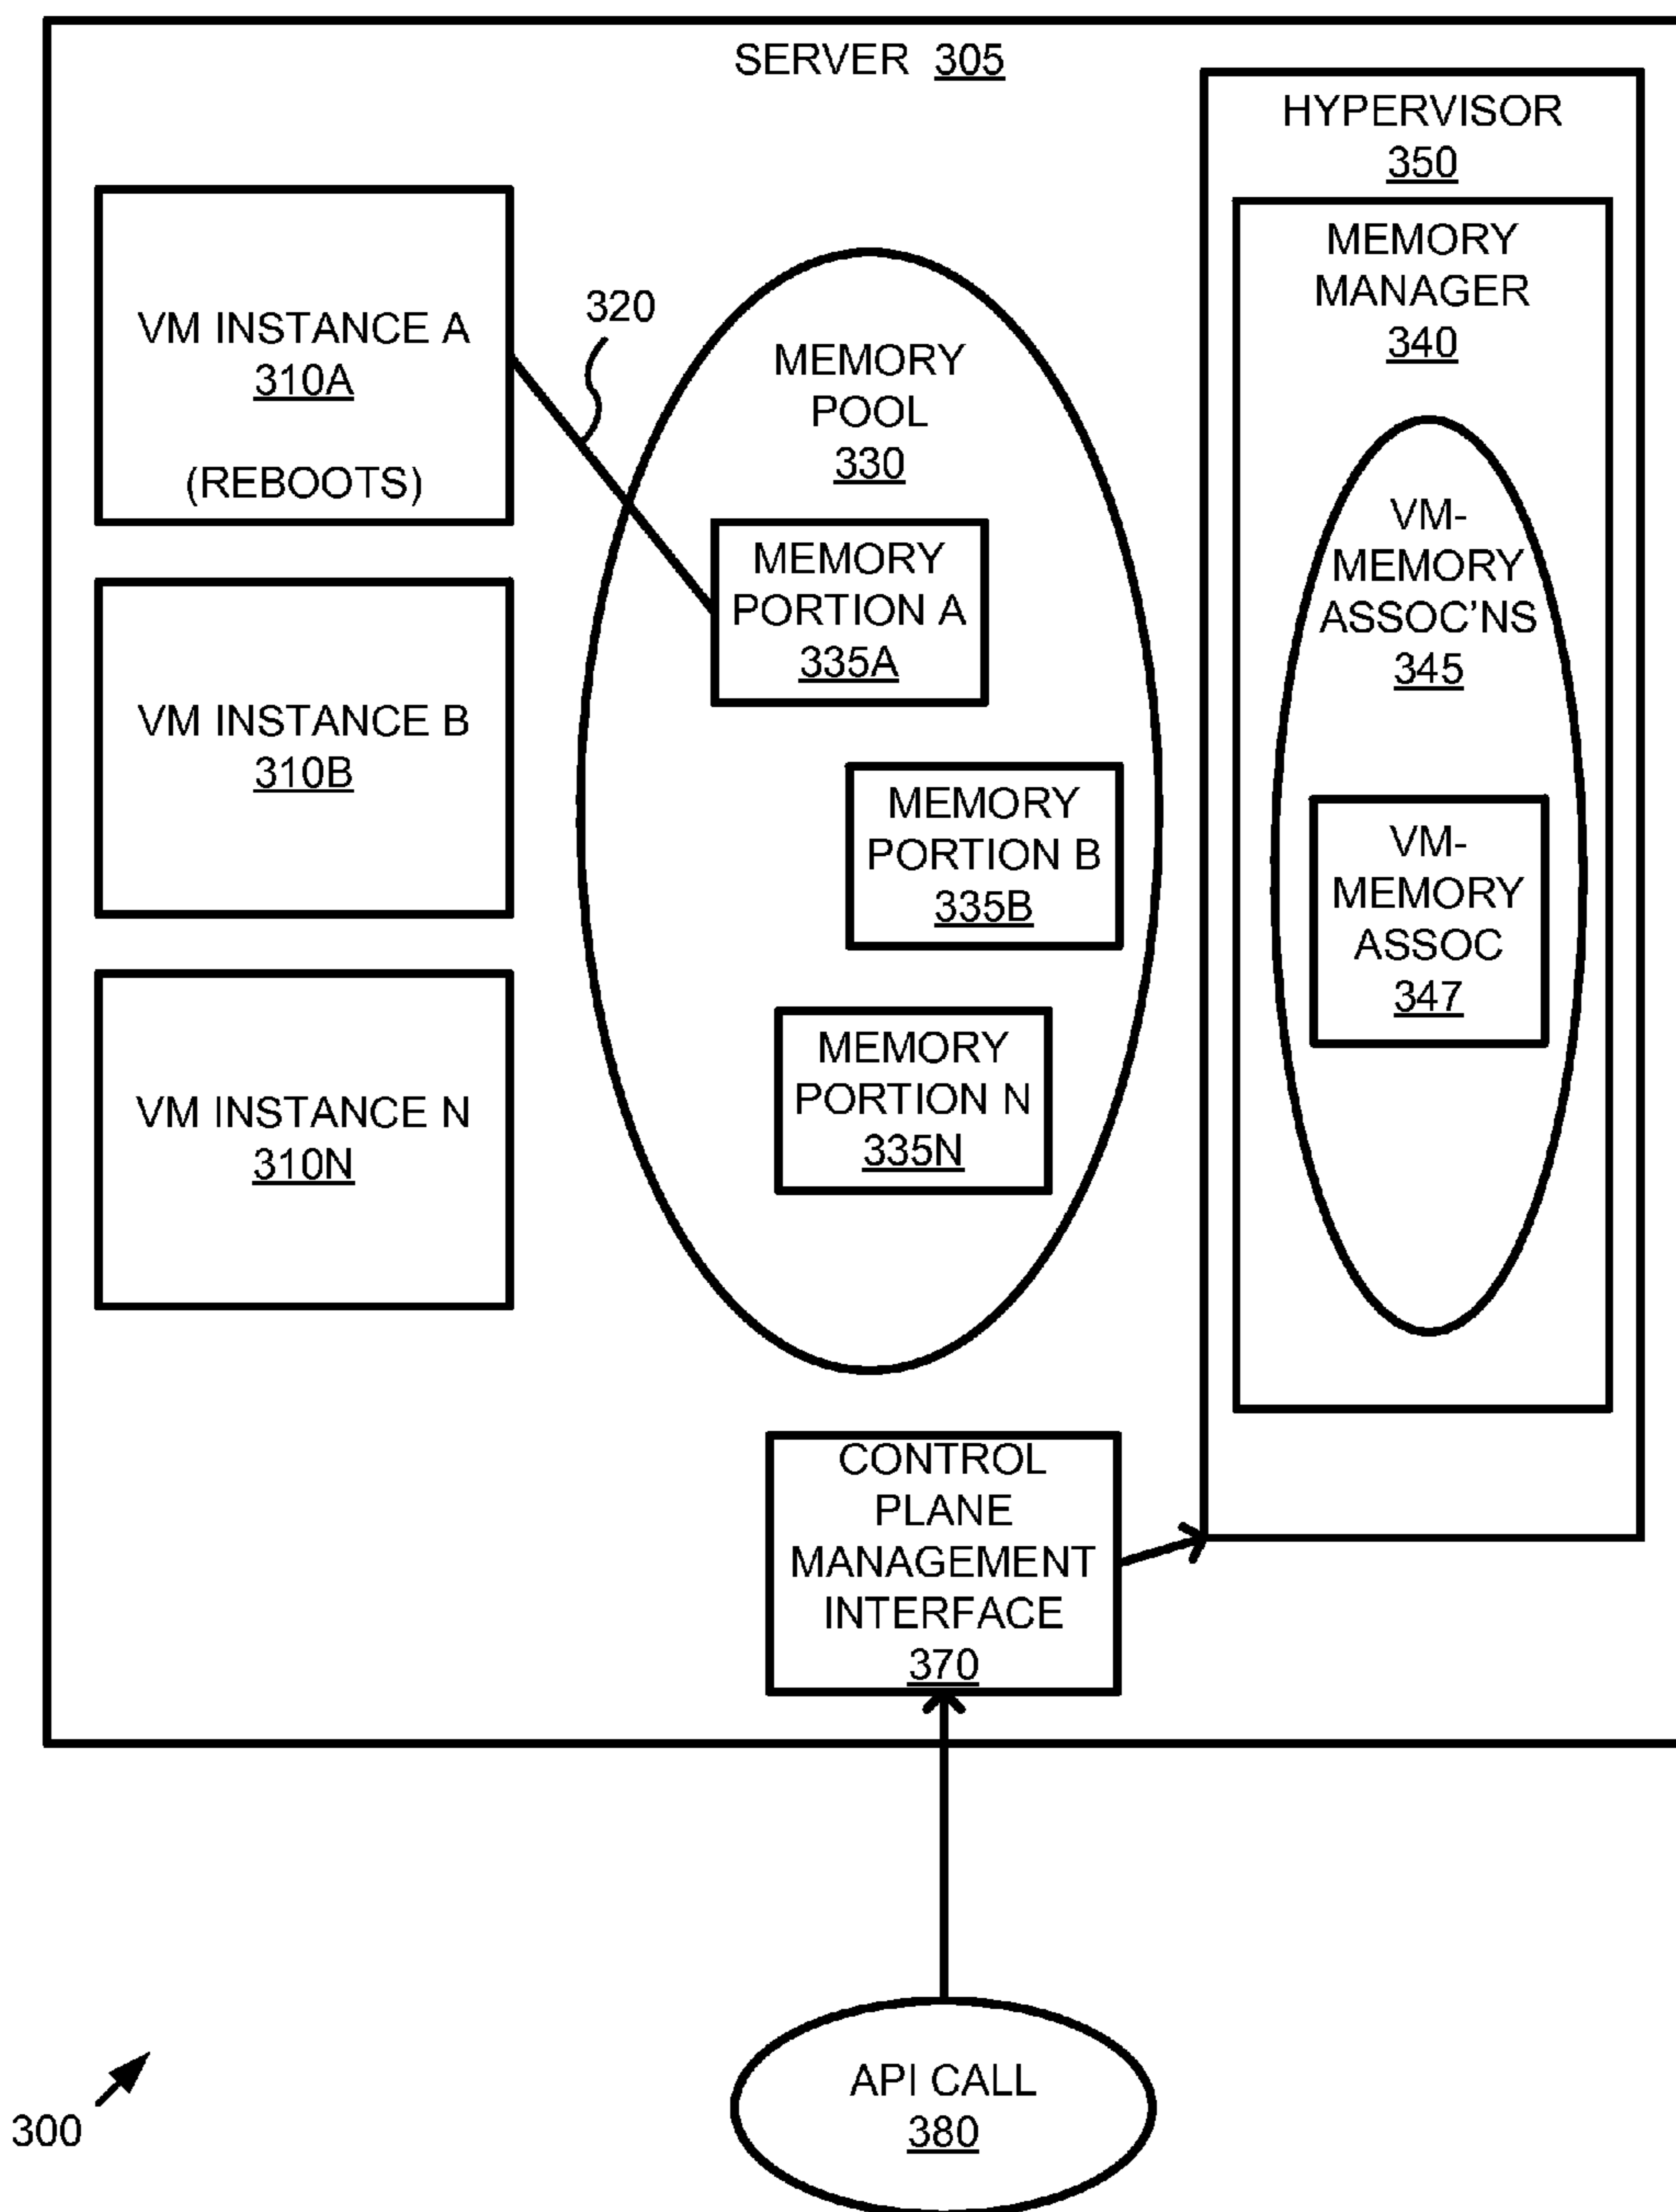 SERVER 305
HYPERVISOR
350
MEMORY
MANAGER
340
VM-
MEMORY
ASSOC'NS
345
VM-
MEMORY
ASSOC
347
VM INSTANCE A
310A
(REBOOTS)
320
MEMORY
POOL
330
MEMORY
PORTION A
335A
VM INSTANCE B
310B
MEMORY
PORTION B
335B
VM INSTANCE N
310N
MEMORY
PORTION N
335N
CONTROL
PLANE
MANAGEMENT
INTERFACE
370
API CALL
380
300